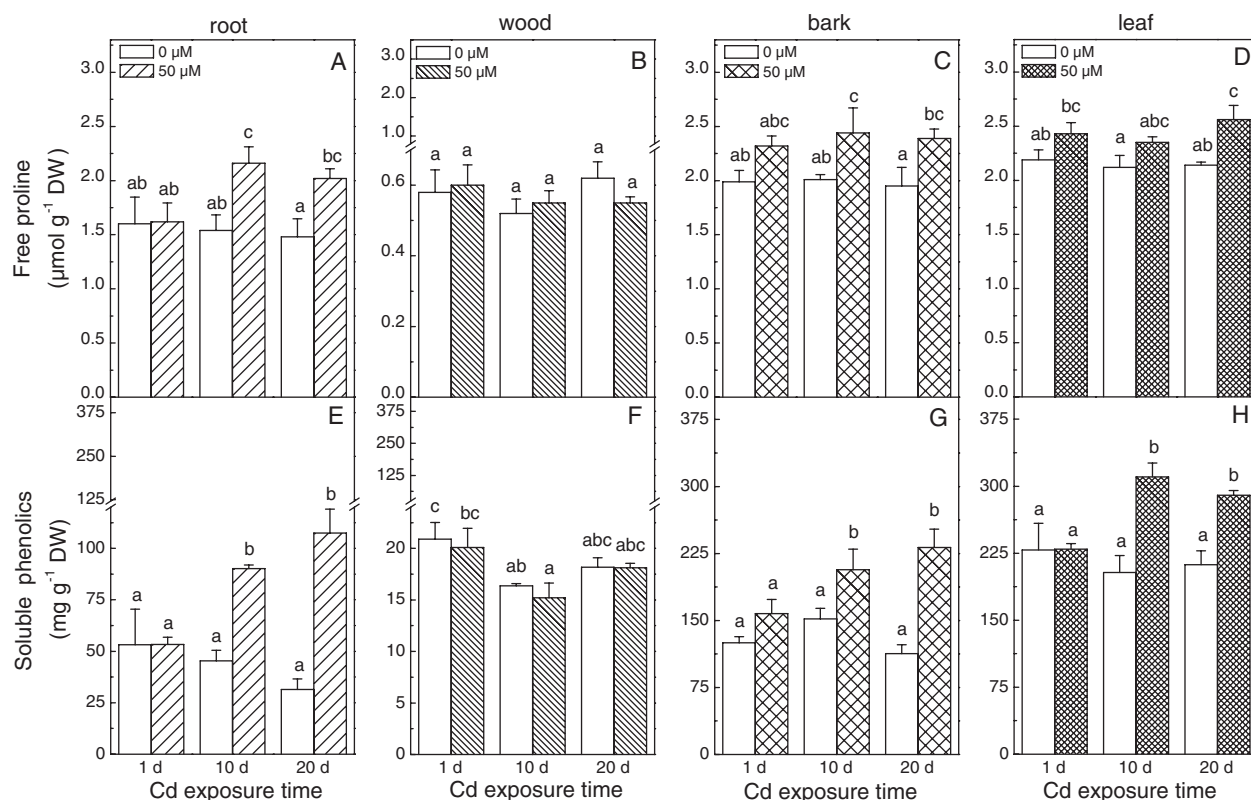 root wood bark leaf
0 µM 50 µM A
0 µM 50 µM B
0 µM 50 µM C
0 µM 50 µM D
Free proline
(µmol g⁻¹ DW)
3.0
2.5
2.0
1.5
1.0
0.5
0.0
ab ab ab c a bc
3.0
2.5
2.0
1.5
1.0
0.6
0.4
0.2
0.0
a a a a a a
3.0
2.5
2.0
1.5
1.0
0.5
0.0
ab abc ab c ab bc
3.0
2.5
2.0
1.5
1.0
0.5
0.0
ab bc a abc ab c
Soluble phenolics
(mg g⁻¹ DW)
E
375
250
125
100
75
50
25
0
a a a b a b
F
375
250
125
20
15
10
5
0
c bc ab a abc abc
G
375
300
225
150
75
0
a a a b a b
H
375
300
225
150
75
0
a a a b a b
1 d 10 d 20 d
1 d 10 d 20 d
1 d 10 d 20 d
1 d 10 d 20 d
Cd exposure time
Cd exposure time
Cd exposure time
Cd exposure time